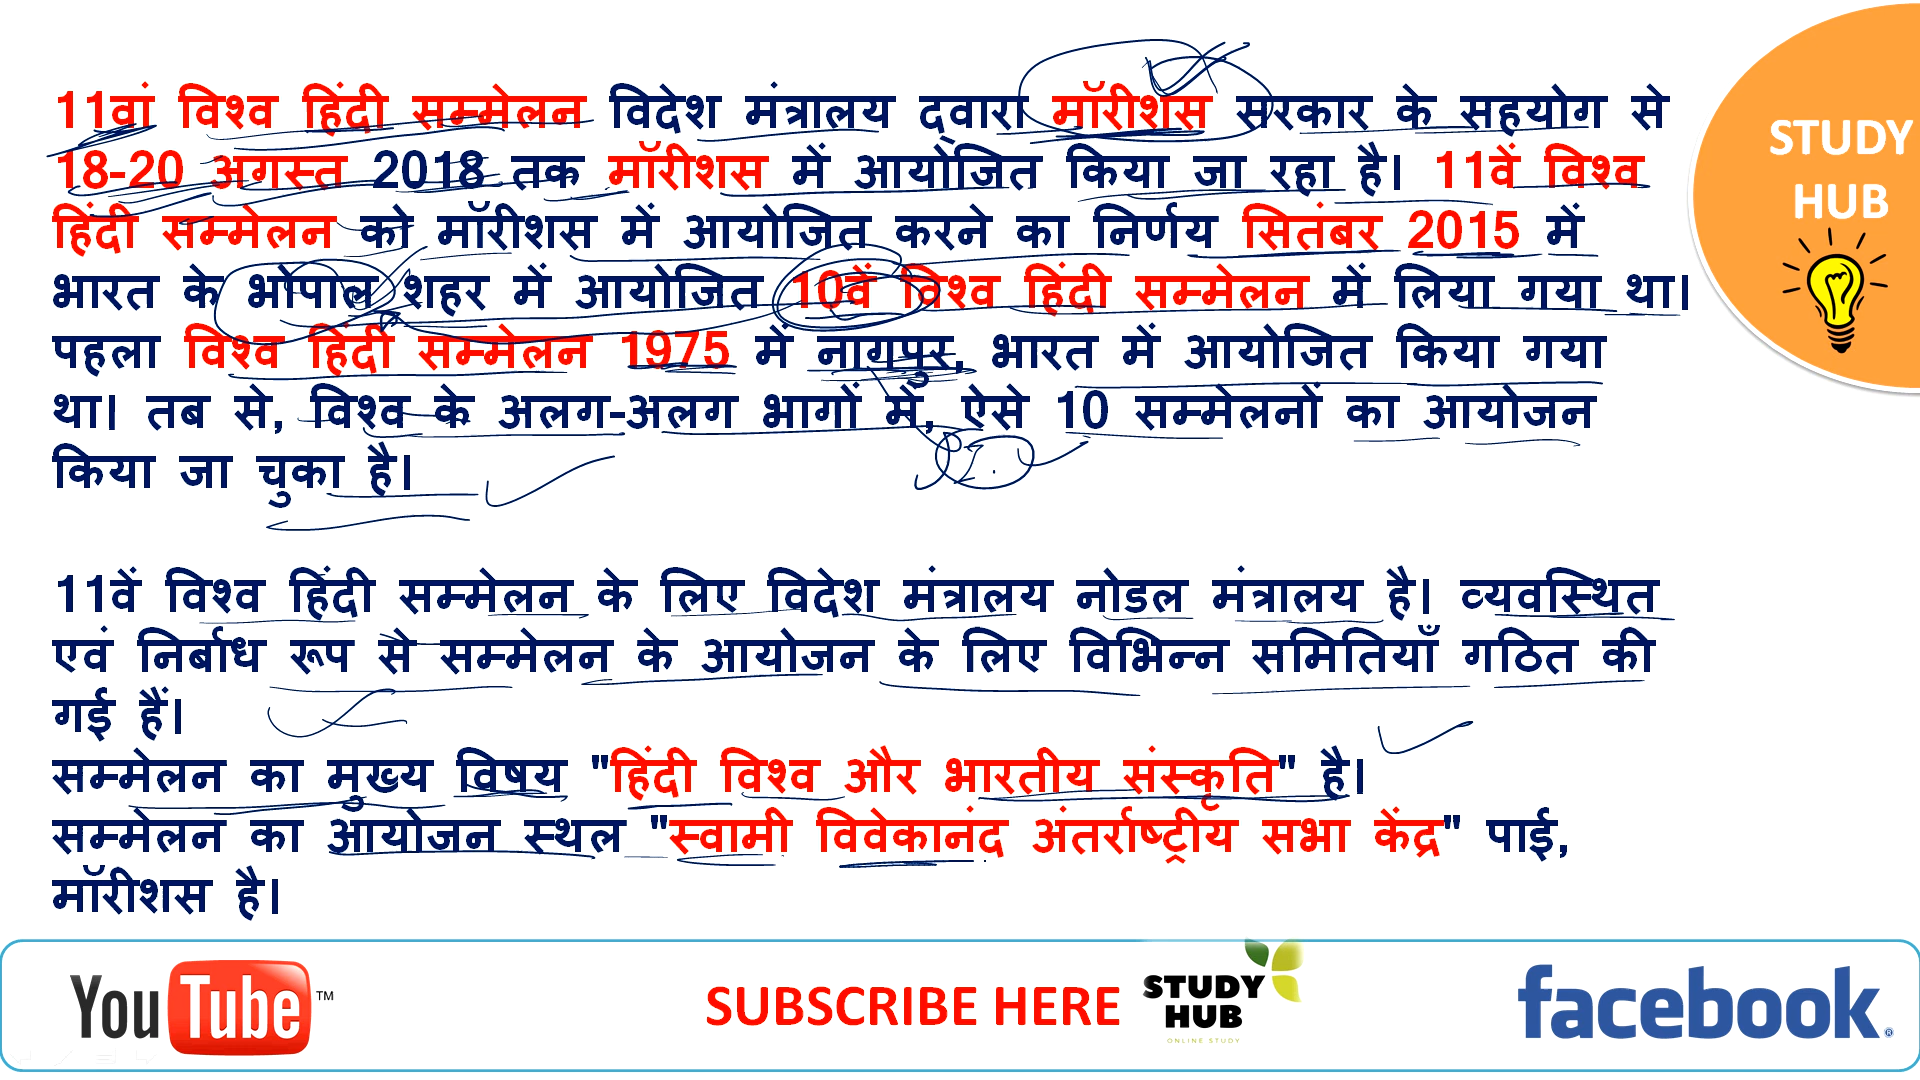 11वां विश्व हिंदी सम्मेलन विदेश मंत्रालय द्वारा मॉरीशस सरकार के सहयोग से
18-20 अगस्त 2018 तक मॉरीशस में आयोजित किया जा रहा है। 11वें विश्व
हिंदी सम्मेलन को मॉरीशस में आयोजित करने का निर्णय सितंबर 2015 में
भारत के भोपाल शहर में आयोजित 10वें विश्व हिंदी सम्मेलन में लिया गया था।
पहला विश्व हिंदी सम्मेलन 1975 में नागपुर, भारत में आयोजित किया गया
था। तब से, विश्व के अलग-अलग भागों में, ऐसे 10 सम्मेलनों का आयोजन
किया जा चुका है।
11वें विश्व हिंदी सम्मेलन के लिए विदेश मंत्रालय नोडल मंत्रालय है। व्यवस्थित
एवं निर्बाध रूप से सम्मेलन के आयोजन के लिए विभिन्न समितियाँ गठित की
गई हैं।
सम्मेलन का मुख्य विषय "हिंदी विश्व और भारतीय संस्कृति" है।
सम्मेलन का आयोजन स्थल "स्वामी विवेकानंद अंतर्राष्ट्रीय सभा केंद्र" पाई,
मॉरीशस है।
STUDY
HUB
YouTube™
SUBSCRIBE HERE
STUDY
HUB
ONLINE STUDY
facebook®